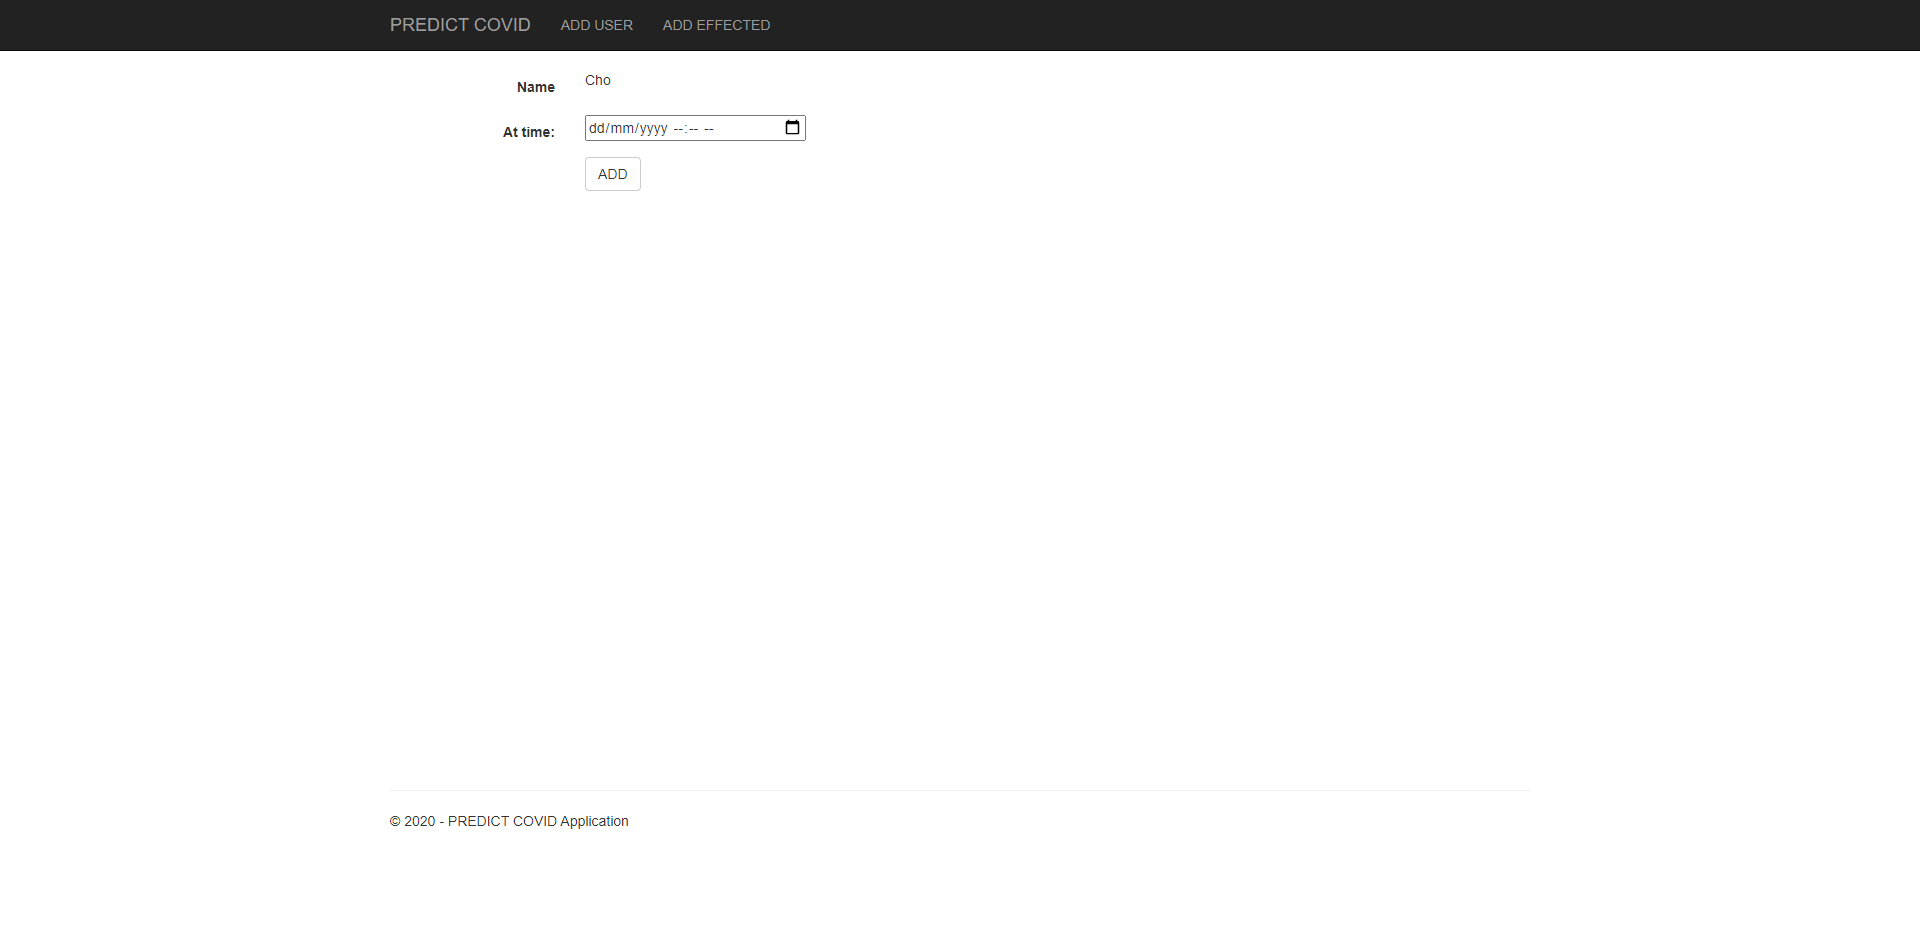 PREDICT COVID ADD USER ADD EFFECTED
Name Cho
At time: dd/mm/yyyy --:-- --
ADD
© 2020 - PREDICT COVID Application